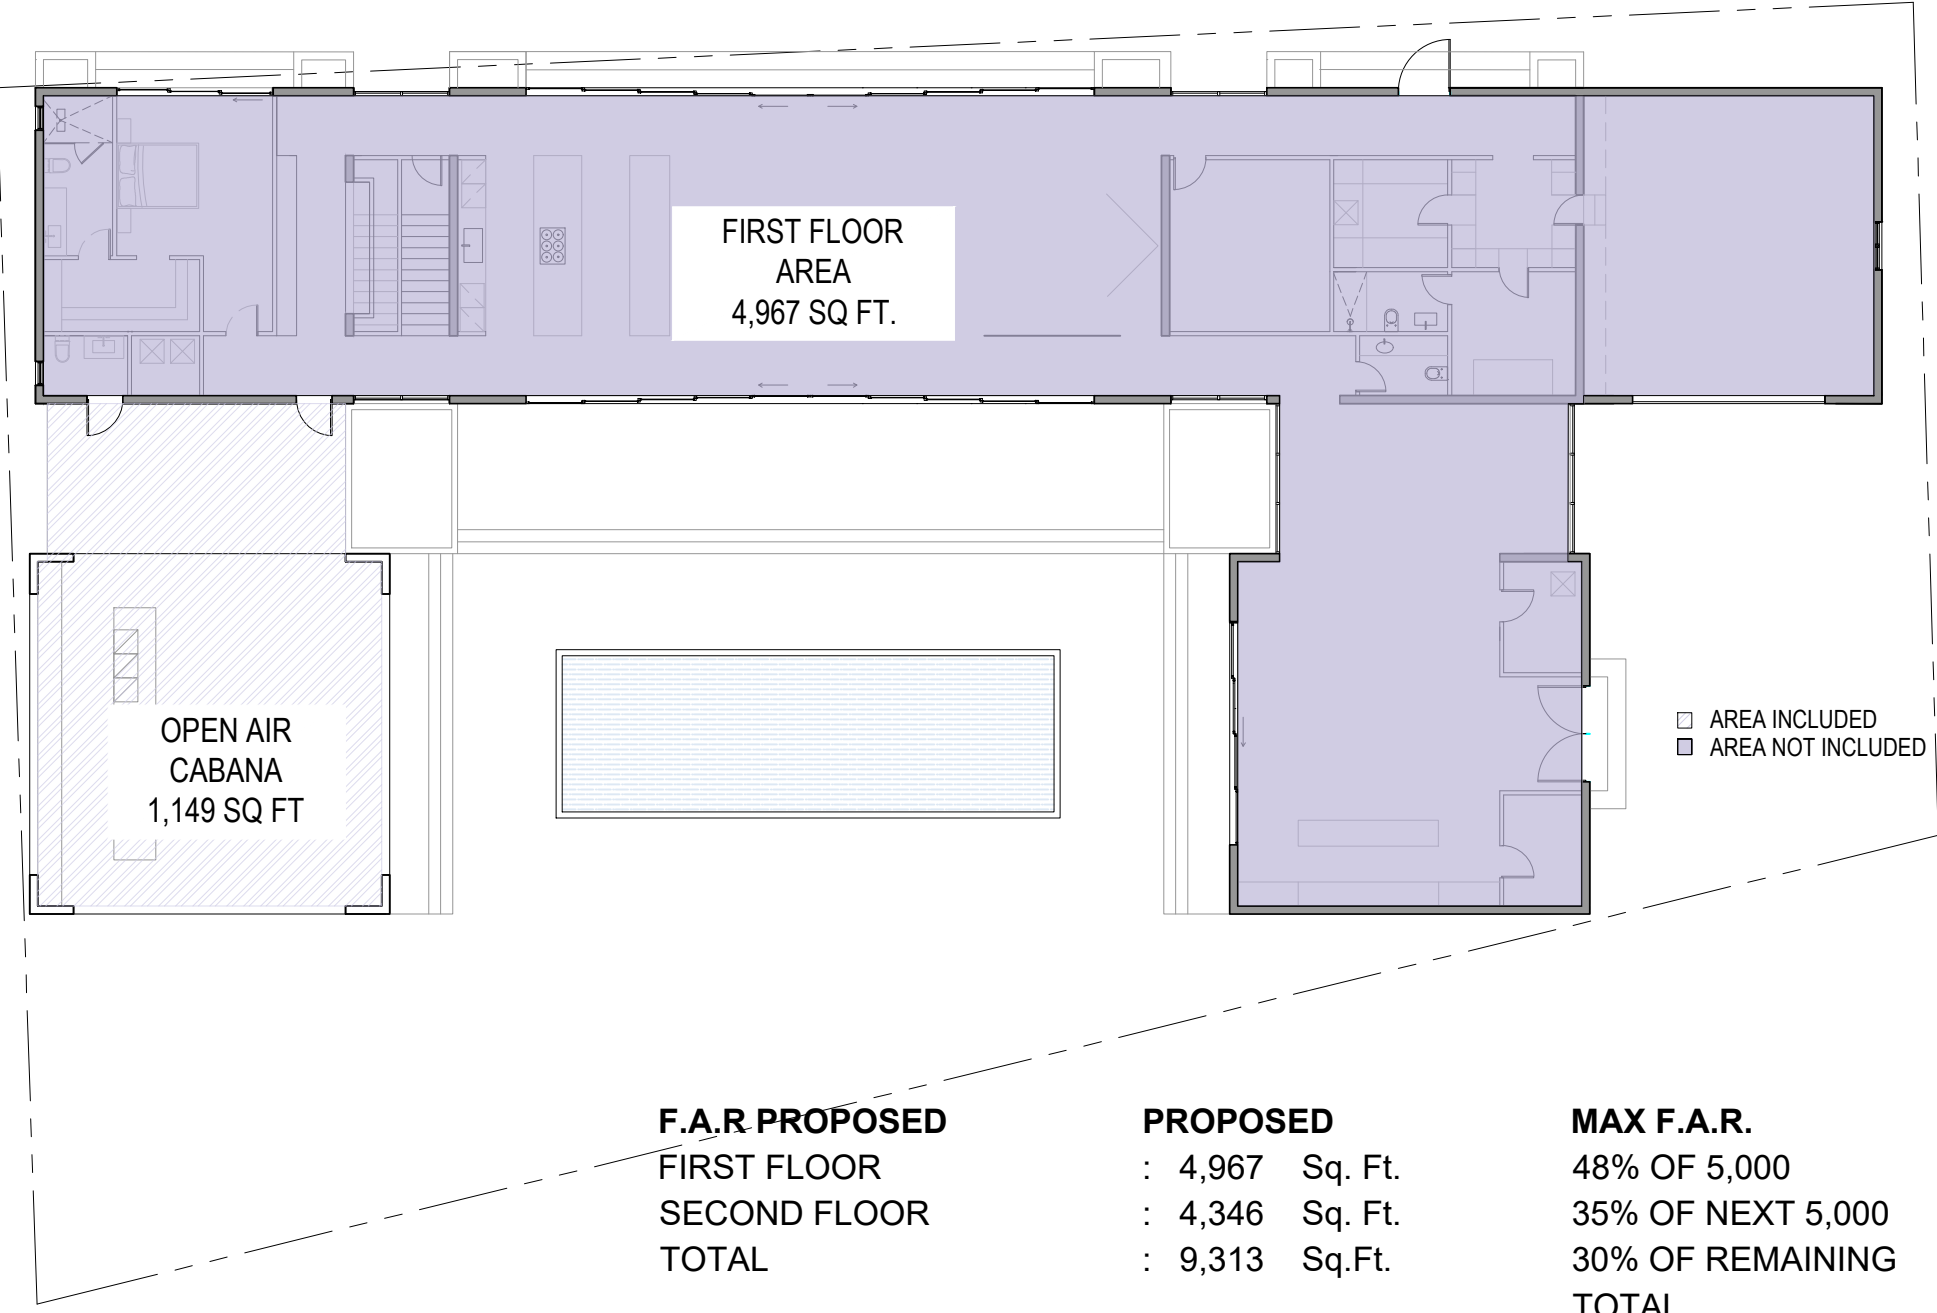 FIRST FLOOR
AREA
4,967 SQ FT.
OPEN AIR
CABANA
1,149 SQ FT
AREA INCLUDED
AREA NOT INCLUDED
F.A.R PROPOSED PROPOSED MAX F.A.R.
FIRST FLOOR : 4,967 Sq. Ft. 48% OF 5,000
SECOND FLOOR : 4,346 Sq. Ft. 35% OF NEXT 5,000
TOTAL : 9,313 Sq.Ft. 30% OF REMAINING
TOTAL